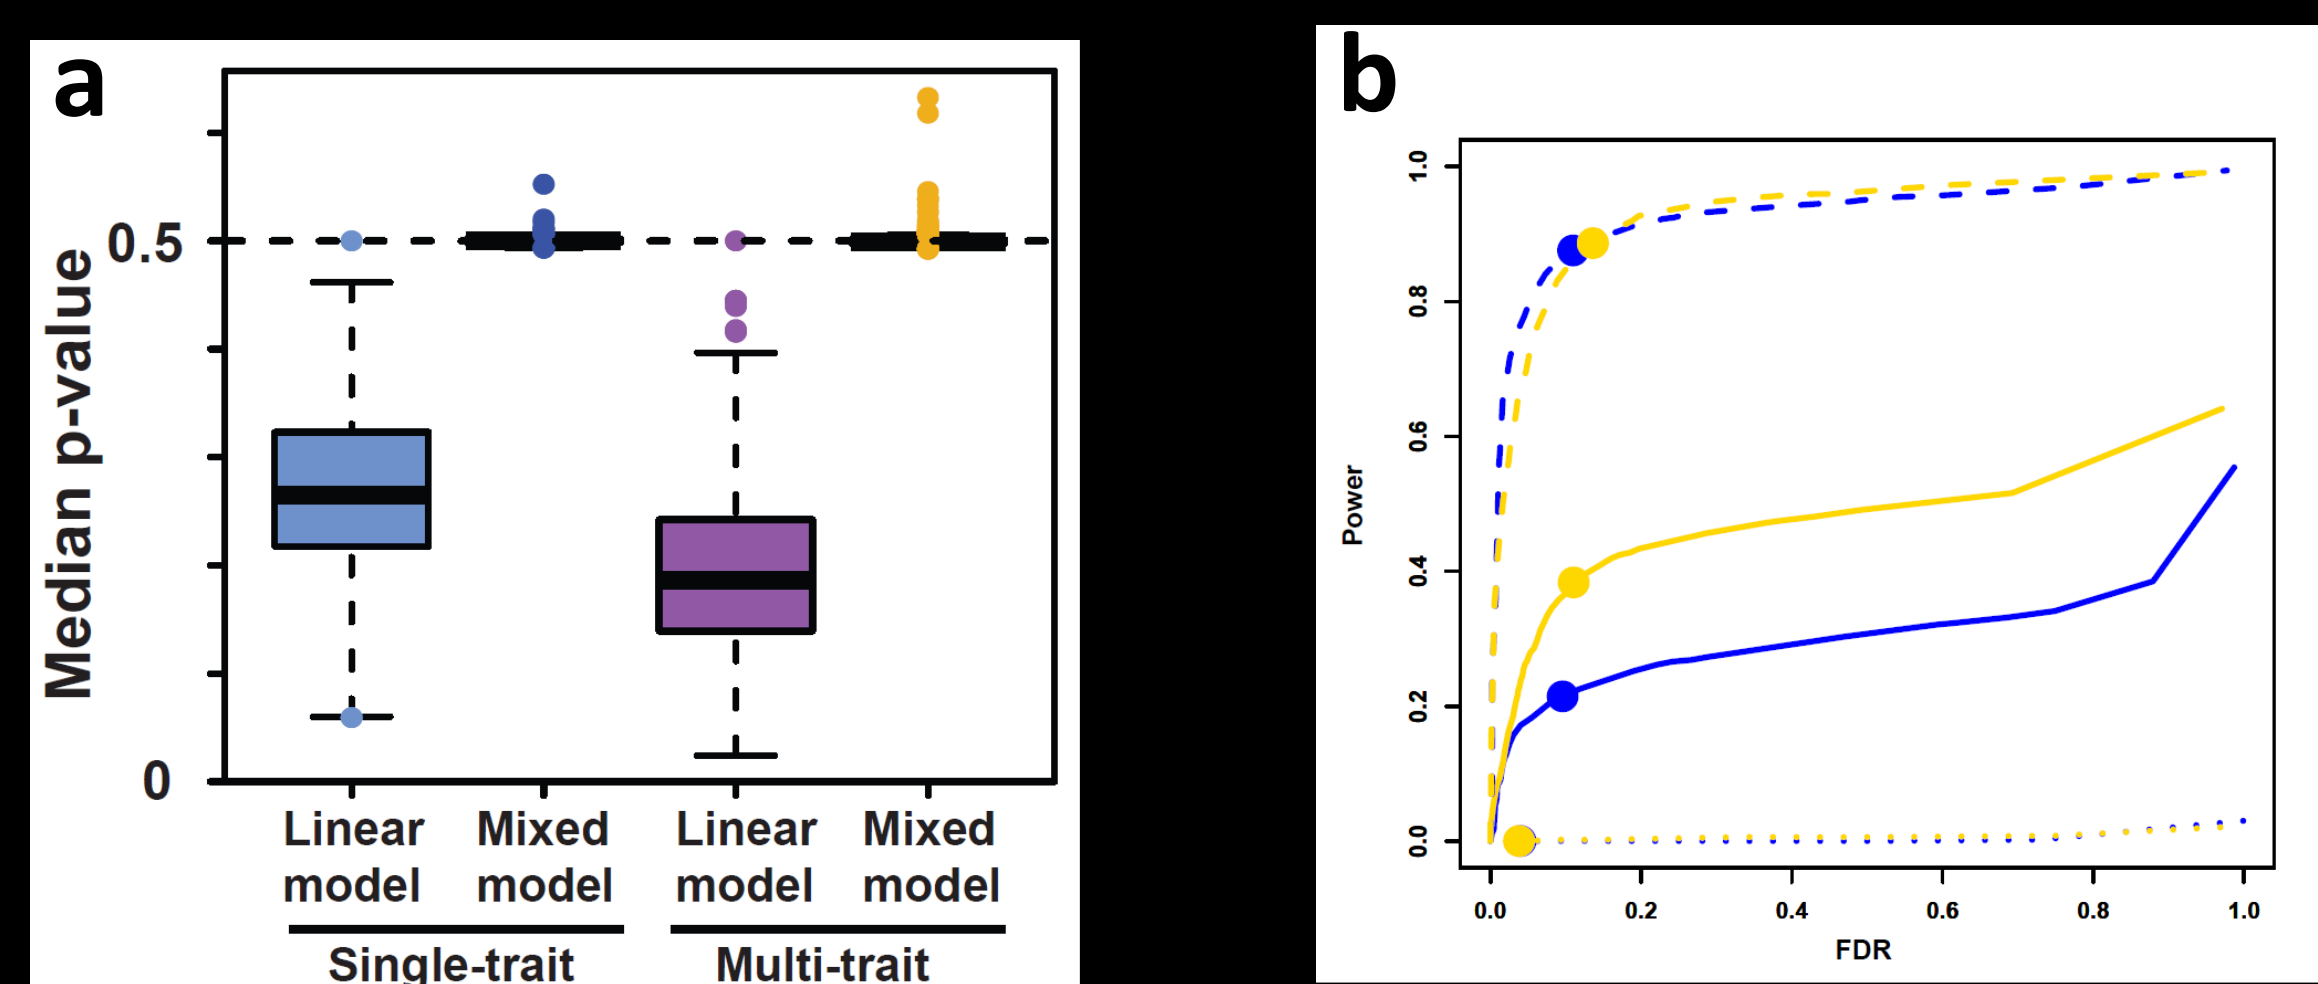 a
Median p-value
0.5
0
Linear model
Mixed model
Linear model
Mixed model
Single-trait
Multi-trait
b
Power
1.0
0.8
0.6
0.4
0.2
0.0
0.0 0.2 0.4 0.6 0.8 1.0
FDR